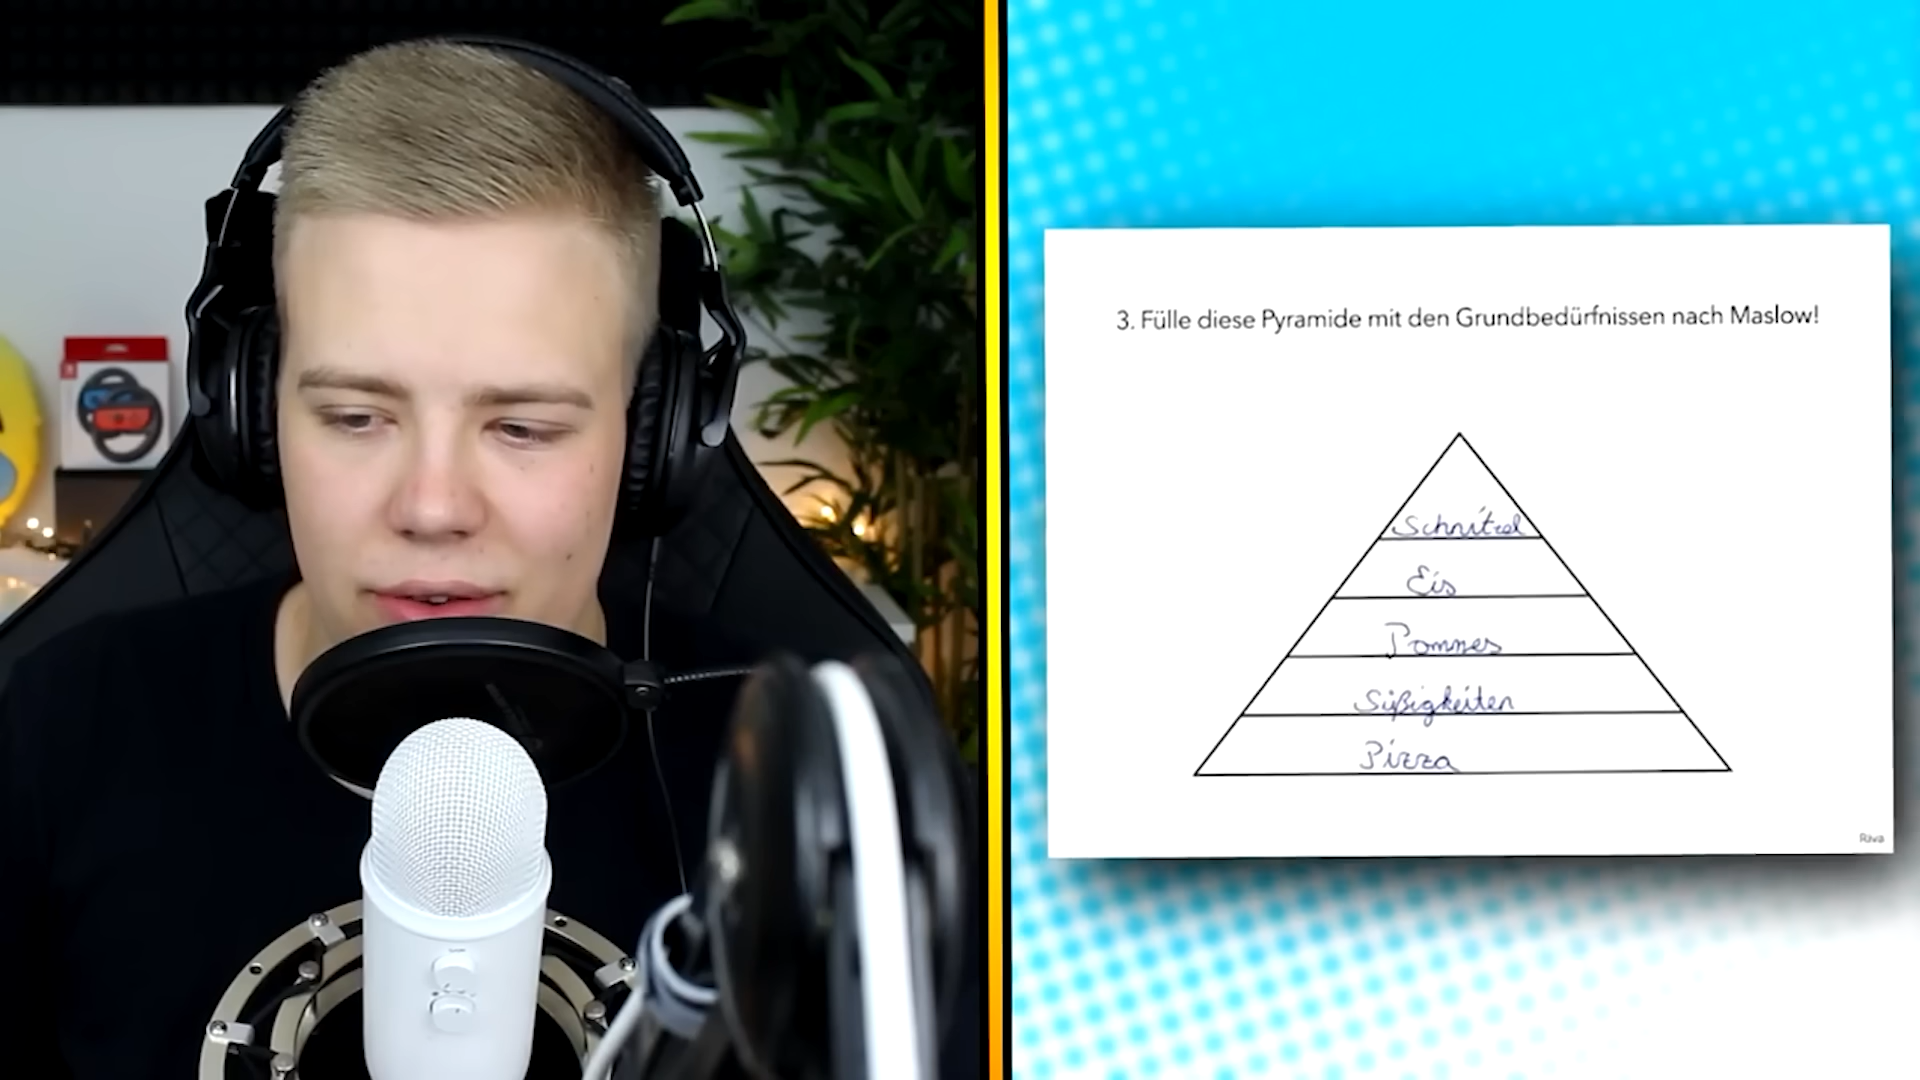 3. Fülle diese Pyramide mit den Grundbedürfnissen nach Maslow!
Schnitzel
Eis
Pommes
Süßigkeiten
Pizza
Riva